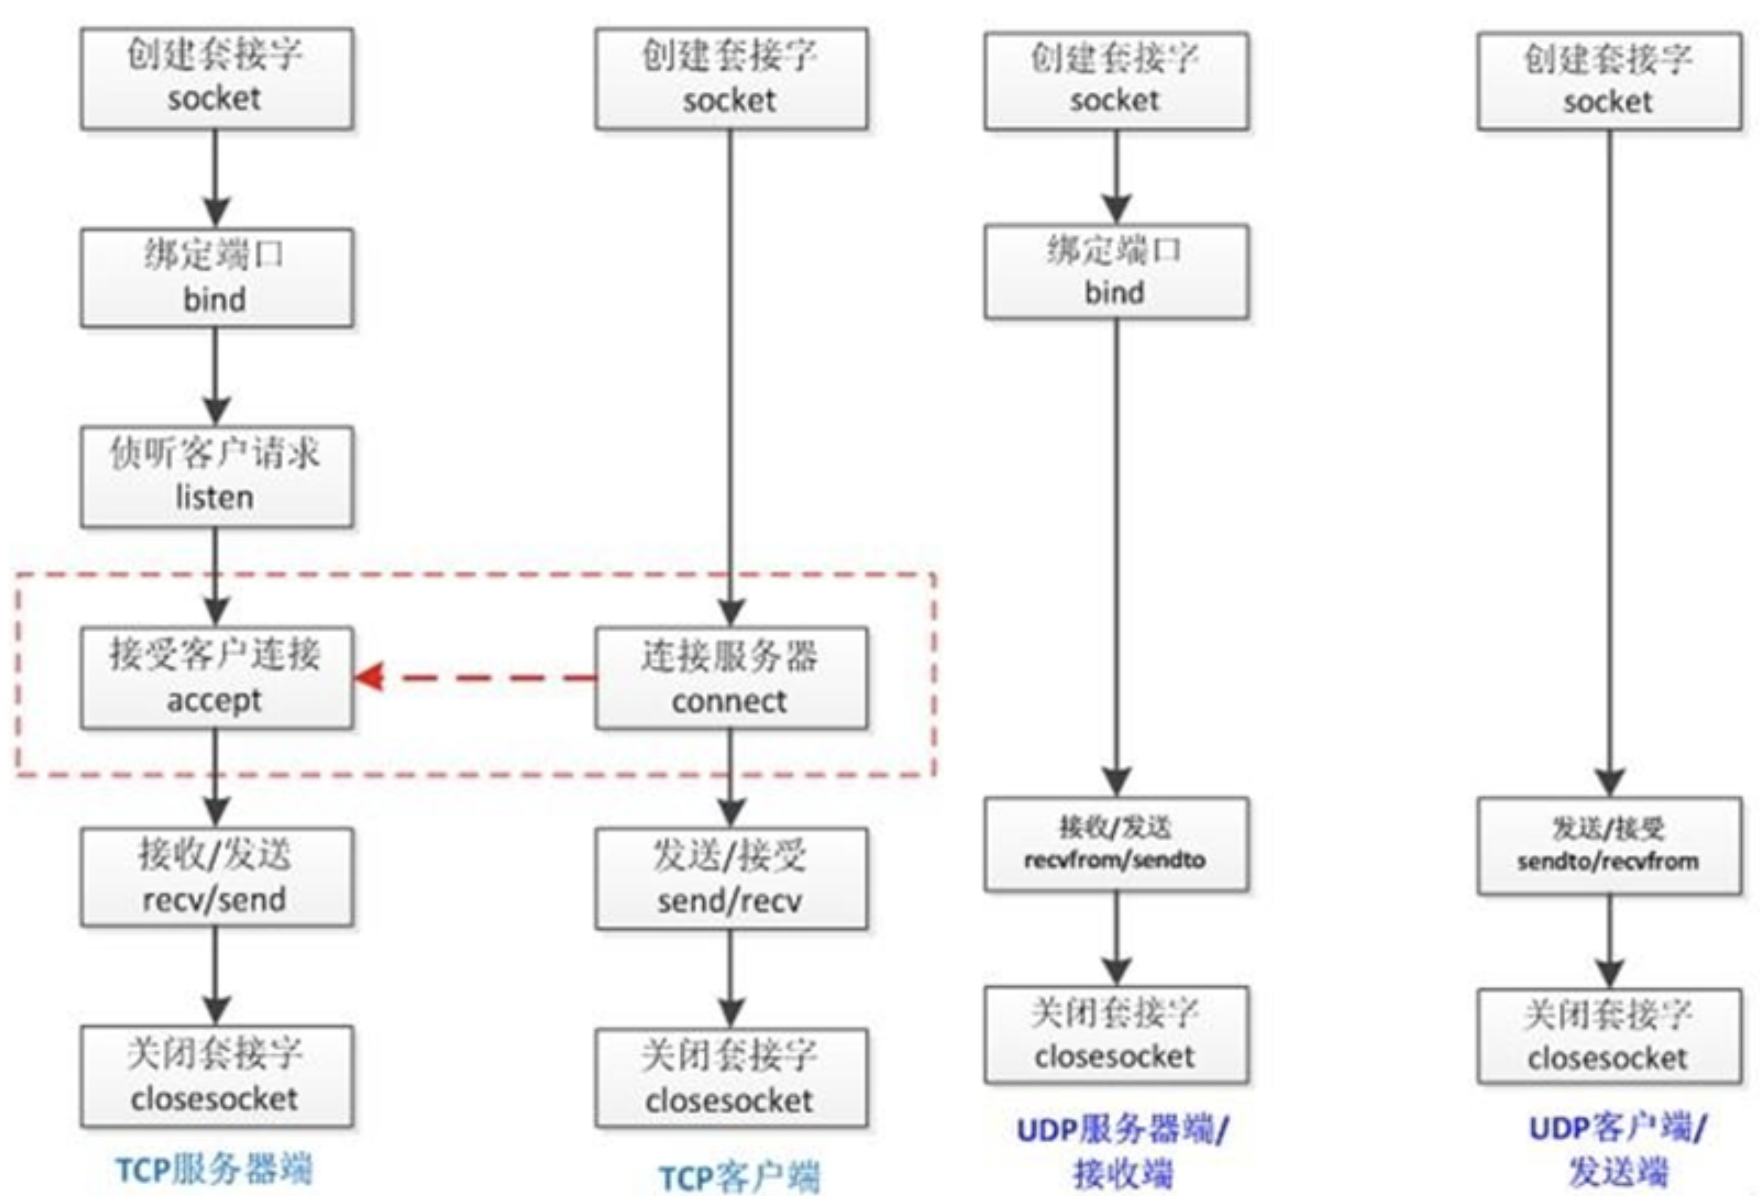 创建套接字
socket
绑定端口
bind
侦听客户请求
listen
接受客户连接
accept
接收/发送
recv/send
关闭套接字
closesocket
TCP服务器端
创建套接字
socket
连接服务器
connect
发送/接受
send/recv
关闭套接字
closesocket
TCP客户端
创建套接字
socket
绑定端口
bind
接收/发送
recvfrom/sendto
关闭套接字
closesocket
UDP服务器端/
接收端
创建套接字
socket
发送/接受
sendto/recvfrom
关闭套接字
closesocket
UDP客户端/
发送端